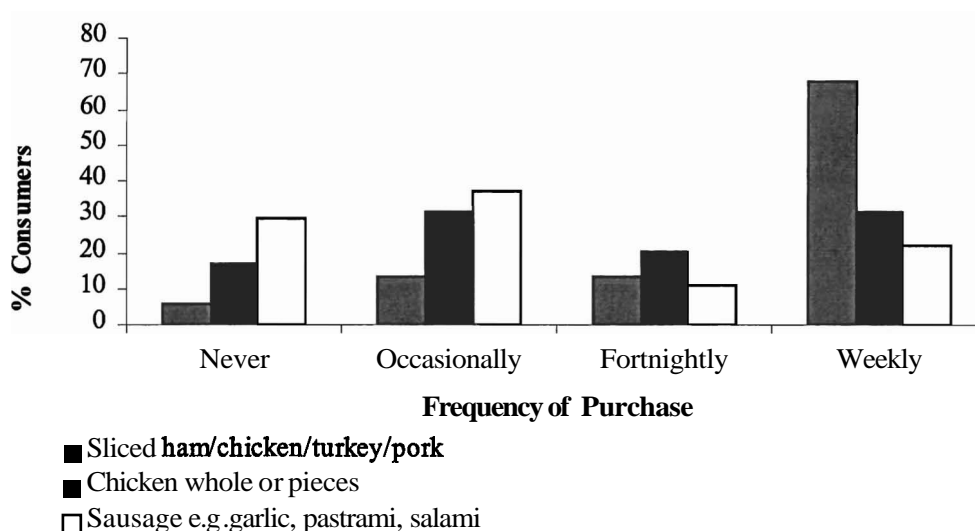 80
70
60
50
40
30
20
10
0
% Consumers
Never Occasionally Fortnightly Weekly
Frequency of Purchase
Sliced ham/chicken/turkey/pork
Chicken whole or pieces
Sausage e.g.garlic, pastrami, salami